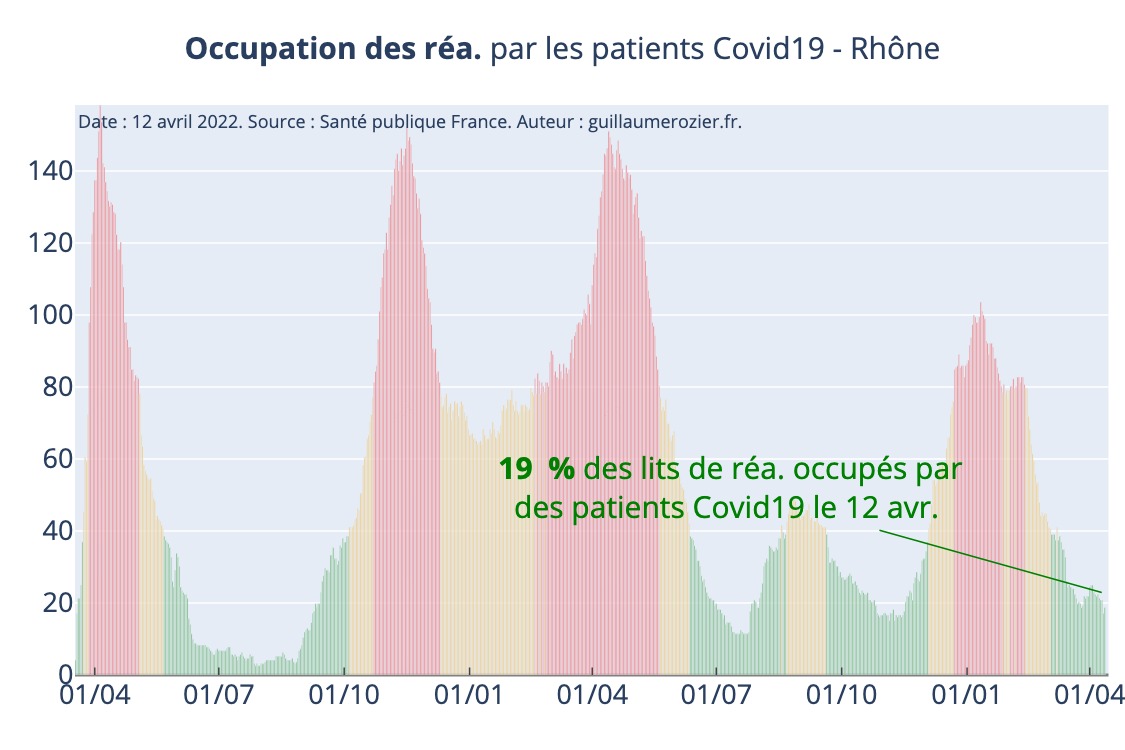 Occupation des réa. par les patients Covid19 - Rhône
Date : 12 avril 2022. Source : Santé publique France. Auteur : guillaumerozier.fr.
140
120
100
80
60
40
20
0
19 % des lits de réa. occupés par
des patients Covid19 le 12 avr.
01/04 01/07 01/10 01/01 01/04 01/07 01/10 01/01 01/04